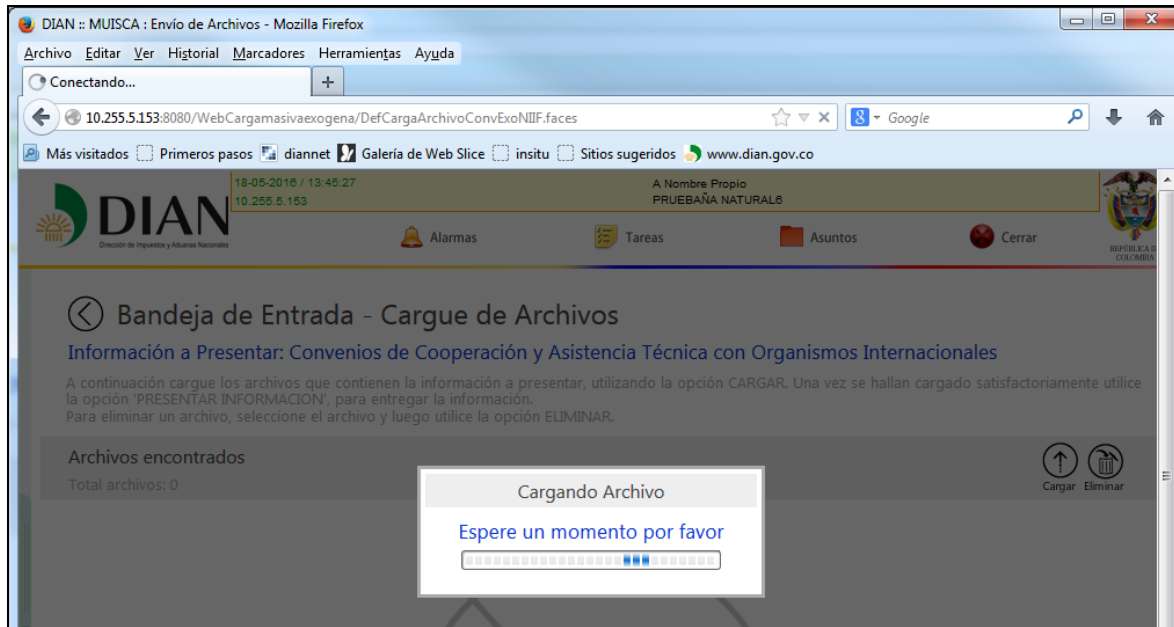 DIAN :: MUISCA : Envío de Archivos - Mozilla Firefox
Archivo Editar Ver Historial Marcadores Herramientas Ayuda
Conectando...
10.255.5.153:8080/WebCargamasivaexogena/DefCargaArchivoConvExoNIIF.faces
Google
Más visitados Primeros pasos diannet Galería de Web Slice insitu Sitios sugeridos www.dian.gov.co
18-05-2016 / 13:45:27
10.255.5.153
A Nombre Propio
PRUEBAÑA NATURAL6
DIAN
Dirección de Impuestos y Aduanas Nacionales
Alarmas Tareas Asuntos Cerrar
REPÚBLICA D
COLOMBIA
Bandeja de Entrada - Cargue de Archivos
Información a Presentar: Convenios de Cooperación y Asistencia Técnica con Organismos Internacionales
A continuación cargue los archivos que contienen la información a presentar, utilizando la opción CARGAR. Una vez se hallan cargado satisfactoriamente utilice
la opción 'PRESENTAR INFORMACION', para entregar la información.
Para eliminar un archivo, seleccione el archivo y luego utilice la opción ELIMINAR.
Archivos encontrados
Total archivos: 0
Cargar Eliminar
Cargando Archivo
Espere un momento por favor